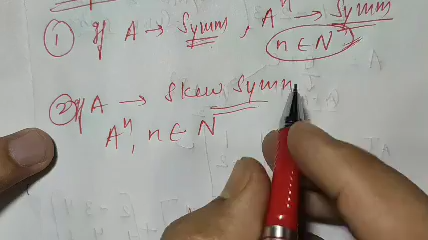 ① If A → Symm, Aⁿ → Symm
n ∈ N
② If A → Skew Symm
Aⁿ, n ∈ N